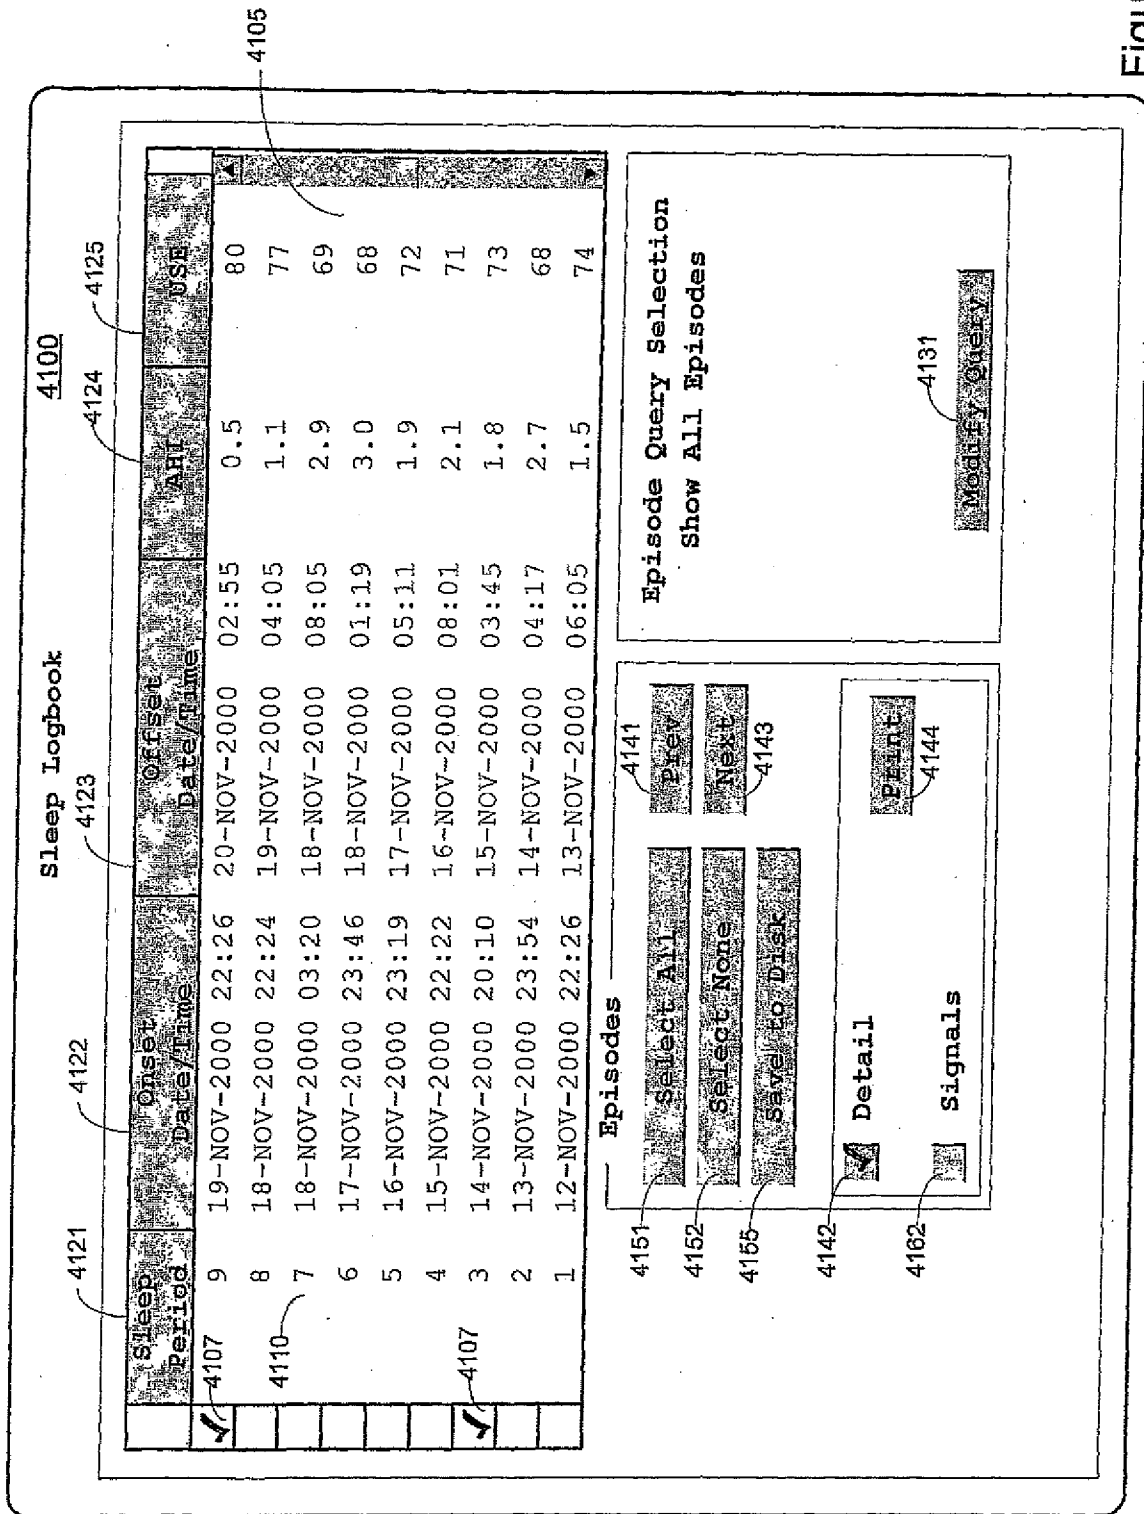 4100
Sleep Logbook
4121 4122 4123 4124 4125
Sleep Period Onset Date/Time Offset Date/Time AHI USE
4107 9 19-NOV-2000 22:26 20-NOV-2000 02:55 0.5 80
8 18-NOV-2000 22:24 19-NOV-2000 04:05 1.1 77
4110 7 18-NOV-2000 03:20 18-NOV-2000 08:05 2.9 69
6 17-NOV-2000 23:46 18-NOV-2000 01:19 3.0 68
5 16-NOV-2000 23:19 17-NOV-2000 05:11 1.9 72
4 15-NOV-2000 22:22 16-NOV-2000 08:01 2.1 71
4107 3 14-NOV-2000 20:10 15-NOV-2000 03:45 1.8 73
2 13-NOV-2000 23:54 14-NOV-2000 04:17 2.7 68
1 12-NOV-2000 22:26 13-NOV-2000 06:05 1.5 74
4105
Episodes
4151 Select All
4152 Select None
4155 Save to Disk
4141 Prev
Next 4143
4142 Detail
4162 Signals
Print 4144
Episode Query Selection
Show All Episodes
4131
Modify Query